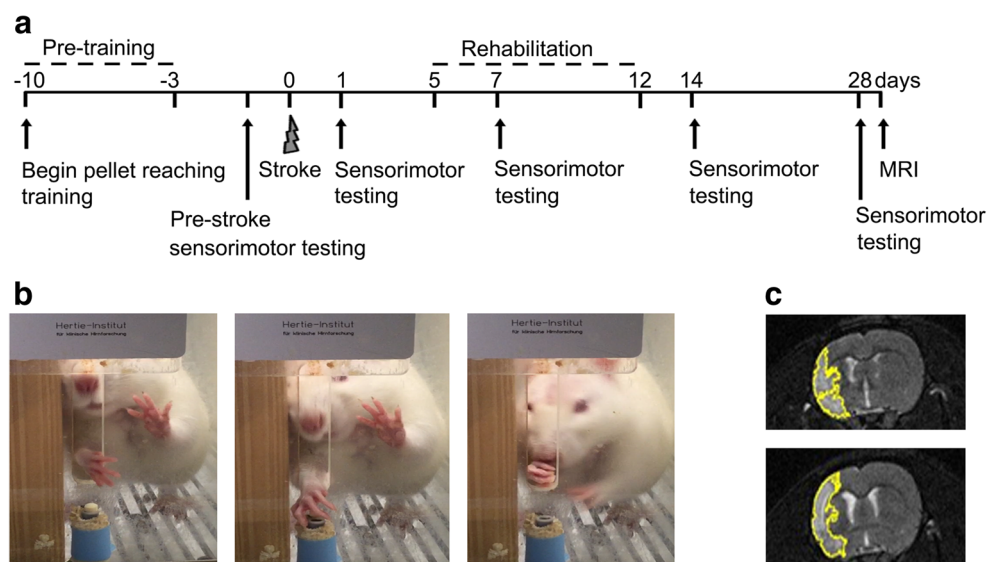 a
Pre-training
Rehabilitation
-10
-3
0
1
5
7
12
14
28 days
Begin pellet reaching
training
Pre-stroke
sensorimotor testing
Stroke
Sensorimotor
testing
Sensorimotor
testing
Sensorimotor
testing
MRI
Sensorimotor
testing
b
c
Hertie-Institut
für klinische Hirnforschung
Hertie-Institut
für klinische Hirnforschung
Hertie-Institut
für klinische Hirnforschung